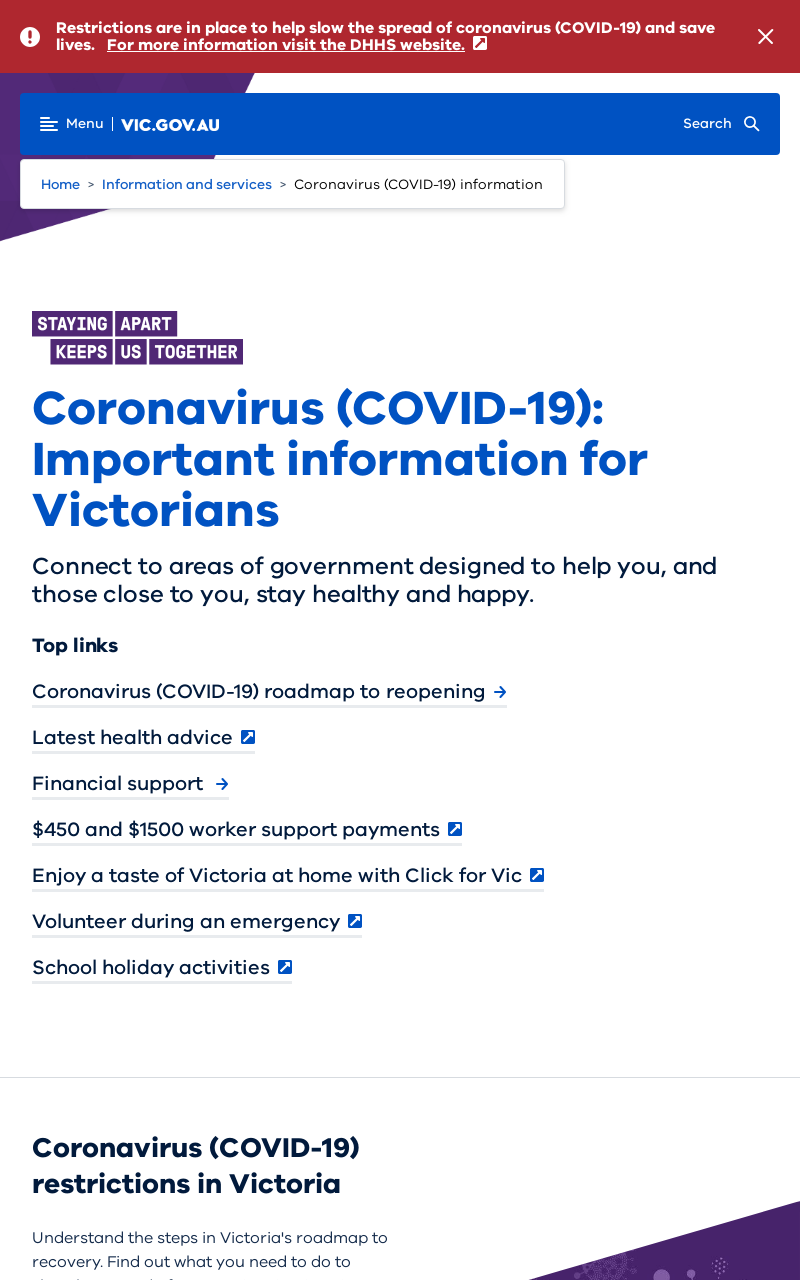 Restrictions are in place to help slow the spread of coronavirus (COVID-19) and save
lives. For more information visit the DHHS website.
Menu
VIC.GOV.AU
Search
Home > Information and services > Coronavirus (COVID-19) information
STAYING APART
KEEPS US TOGETHER
Coronavirus (COVID-19):
Important information for
Victorians
Connect to areas of government designed to help you, and
those close to you, stay healthy and happy.
Top links
Coronavirus (COVID-19) roadmap to reopening
Latest health advice
Financial support
$450 and $1500 worker support payments
Enjoy a taste of Victoria at home with Click for Vic
Volunteer during an emergency
School holiday activities
Coronavirus (COVID-19)
restrictions in Victoria
Understand the steps in Victoria's roadmap to
recovery. Find out what you need to do to